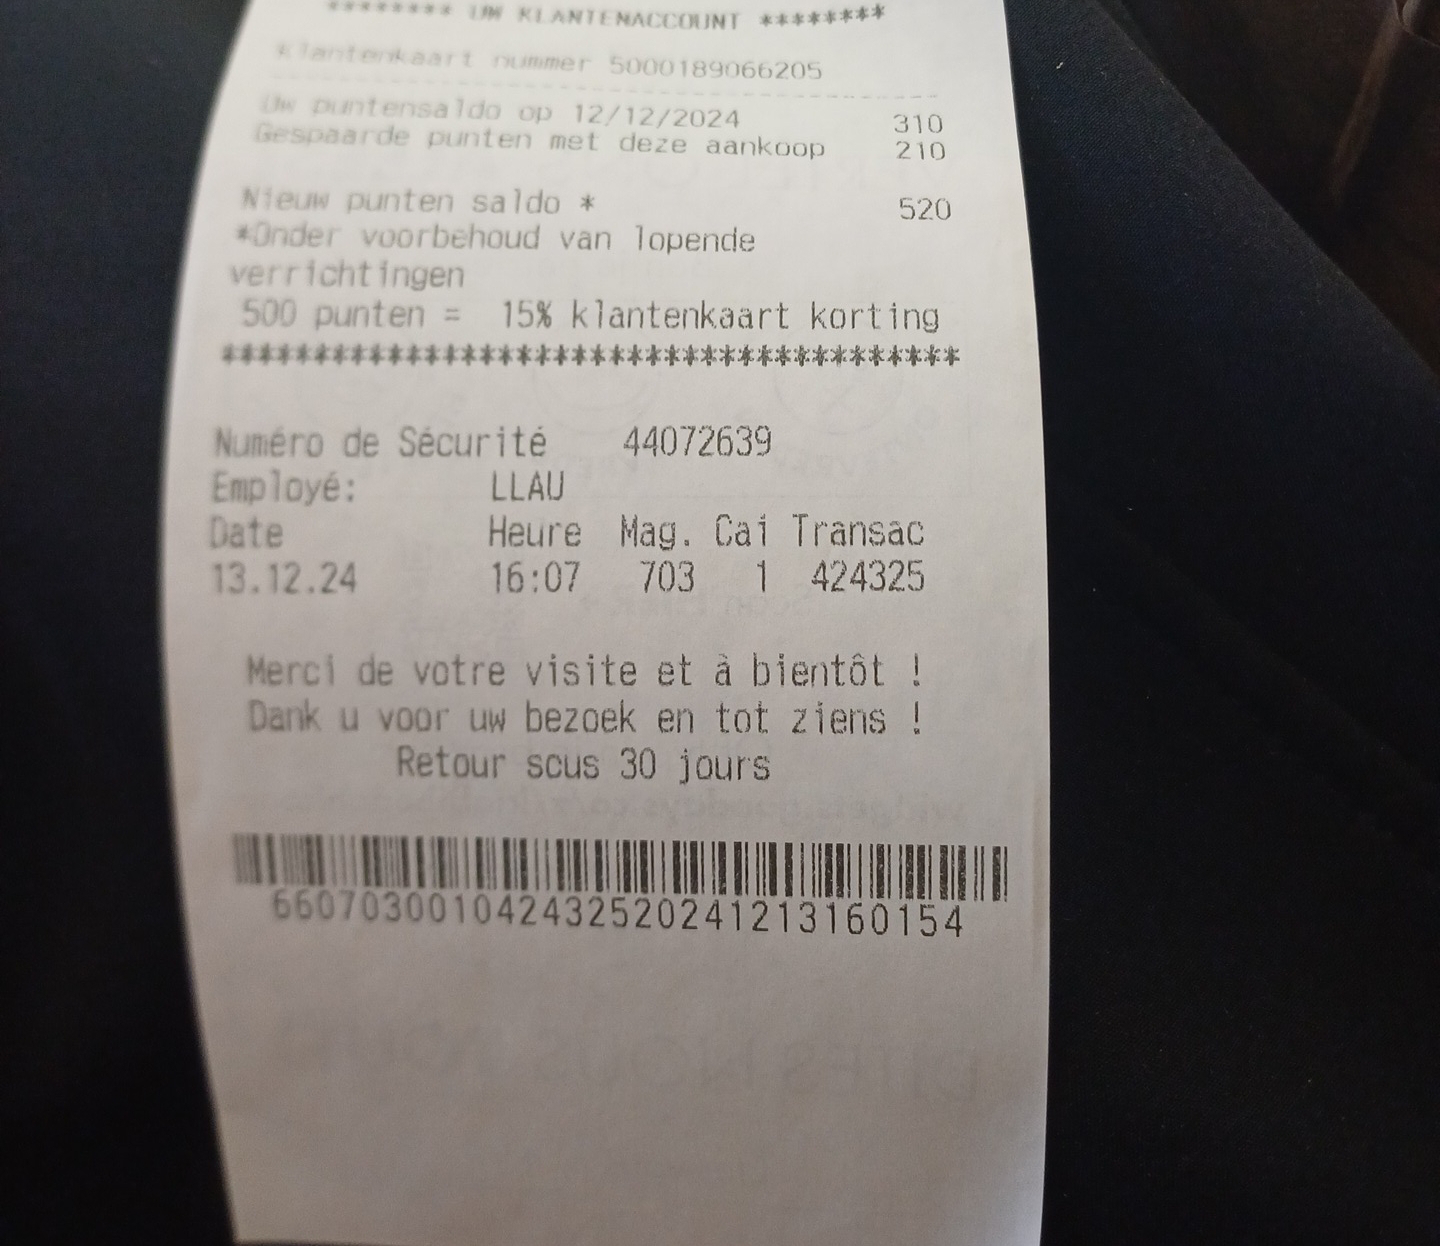 ******** UW KLANTENACCOUNT ********
Klantenkaart nummer 5000189066205
Uw puntensaldo op 12/12/2024 310
Gespaarde punten met deze aankoop 210
Nieuw punten saldo * 520
*Onder voorbehoud van lopende
verrichtingen
500 punten = 15% klantenkaart korting
****************************************
Numéro de Sécurité 44072639
Employé: LLAU
Date Heure Mag. Cai Transac
13.12.24 16:07 703 1 424325
Merci de votre visite et à bientôt !
Dank u voor uw bezoek en tot ziens !
Retour sous 30 jours
66070300104243252024121316​0154